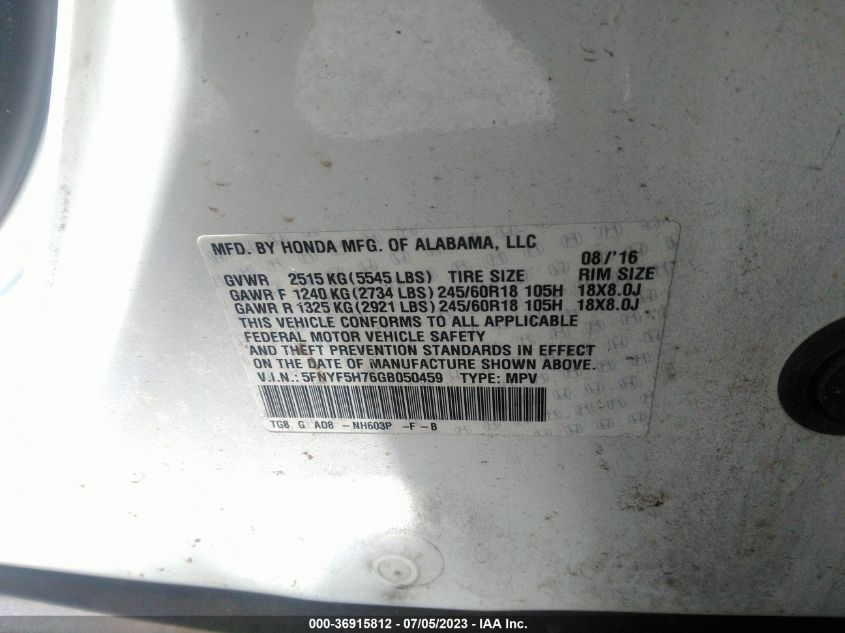 MFD. BY HONDA MFG. OF ALABAMA, LLC 08/'16
GVWR 2515 KG (5545 LBS) TIRE SIZE RIM SIZE
GAWR F 1240 KG (2734 LBS) 245/60R18 105H 18X8.0J
GAWR R 1325 KG (2921 LBS) 245/60R18 105H 18X8.0J
THIS VEHICLE CONFORMS TO ALL APPLICABLE
FEDERAL MOTOR VEHICLE SAFETY
AND THEFT PREVENTION STANDARDS IN EFFECT
ON THE DATE OF MANUFACTURE SHOWN ABOVE.
V.I.N.: 5FNYF5H76GB050459 TYPE: MPV
TG8 G AD8 - NH603P -F - B
000-36915812 - 07/05/2023 - IAA Inc.